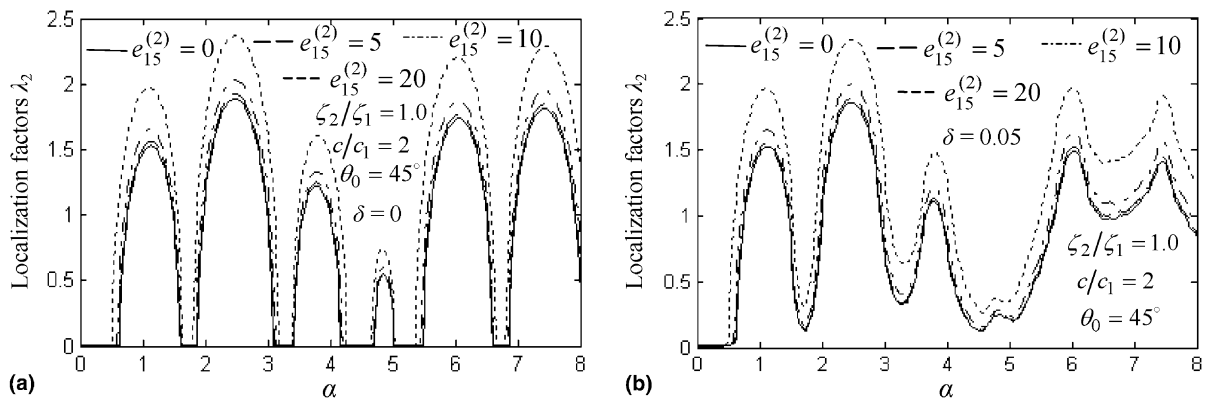 Localization factors λ₂
2.5
2
1.5
1
0.5
0
e₁₅⁽²⁾ = 0
e₁₅⁽²⁾ = 5
e₁₅⁽²⁾ = 10
e₁₅⁽²⁾ = 20
ζ₂/ζ₁ = 1.0
c/c₁ = 2
θ₀ = 45°
δ = 0
0 1 2 3 4 5 6 7 8
(a)
α
Localization factors λ₂
2.5
2
1.5
1
0.5
0
e₁₅⁽²⁾ = 0
e₁₅⁽²⁾ = 5
e₁₅⁽²⁾ = 10
e₁₅⁽²⁾ = 20
δ = 0.05
ζ₂/ζ₁ = 1.0
c/c₁ = 2
θ₀ = 45°
0 1 2 3 4 5 6 7 8
(b)
α